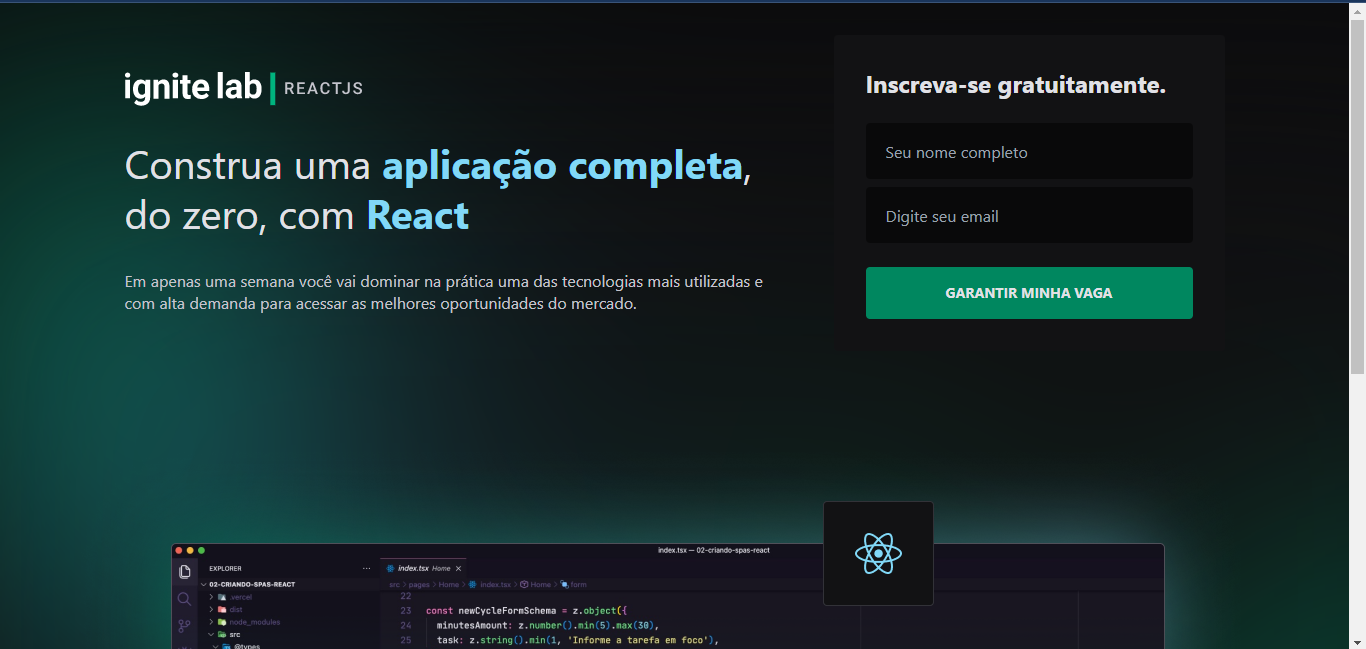 ignite lab | REACTJS
Construa uma aplicação completa,
do zero, com React
Em apenas uma semana você vai dominar na prática uma das tecnologias mais utilizadas e
com alta demanda para acessar as melhores oportunidades do mercado.
Inscreva-se gratuitamente.
Seu nome completo
Digite seu email
GARANTIR MINHA VAGA
index.tsx — 02-criando-spas-react
EXPLORER
02-CRIANDO-SPAS-REACT
.vercel
dist
node_modules
src
@types
index.tsx Home
src > pages > Home > index.tsx > Home > form
22
23 const newCycleFormSchema = z.object({
24 minutesAmount: z.number().min(5).max(30),
25 task: z.string().min(1, 'Informe a tarefa em foco'),